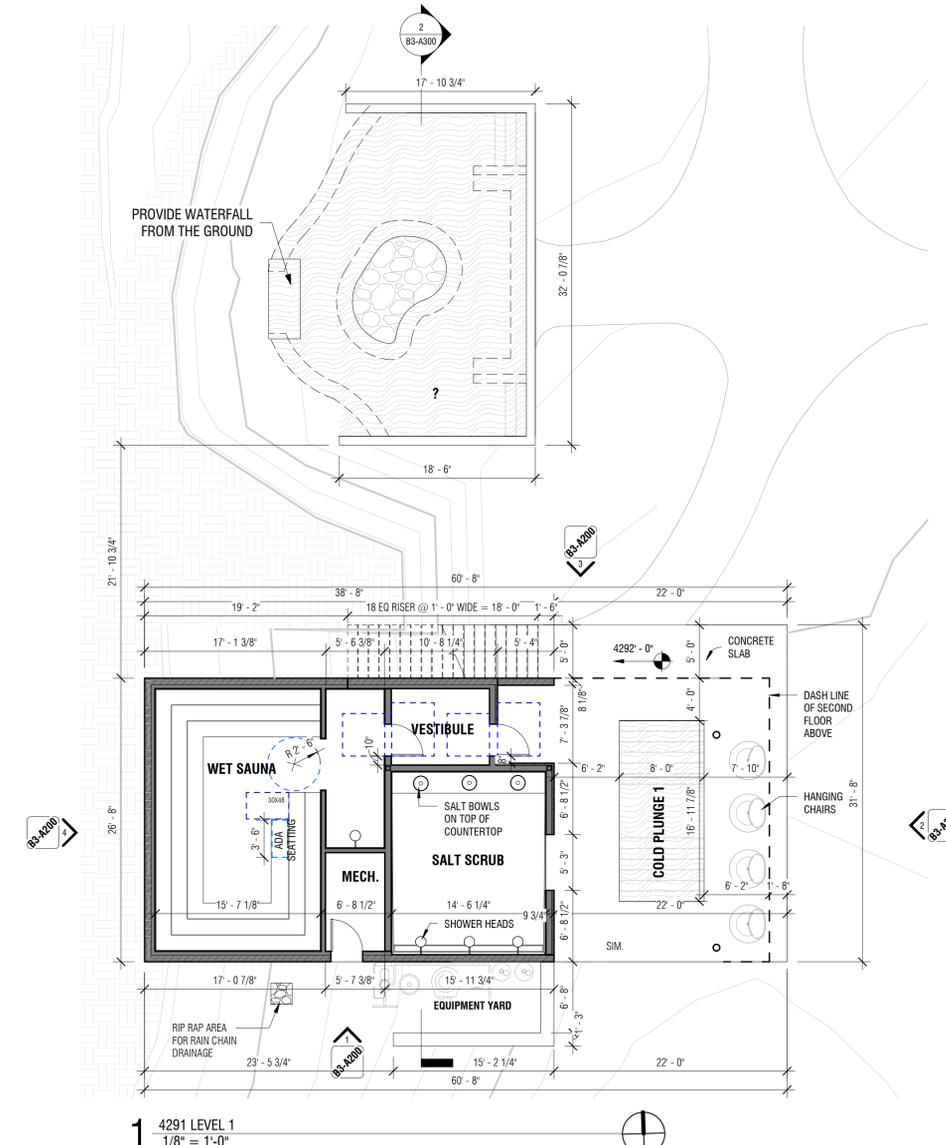 2
B3-A300
17' - 10 3/4"
PROVIDE WATERFALL
FROM THE GROUND
32' - 0 7/8"
?
18' - 6"
21' - 10 3/4"
B3-A200
3
60' - 8"
38' - 8"
22' - 0"
19' - 2"
18 EQ RISER @ 1' - 0" WIDE = 18' - 0"
1' - 6"
17' - 1 3/8"
5' - 6 3/8"
10' - 8 1/4"
5' - 4"
5' - 0"
4292' - 0"
5' - 0"
CONCRETE
SLAB
8 1/8"
7' - 3 7/8"
4' - 0"
DASH LINE
OF SECOND
FLOOR
ABOVE
VESTIBULE
R 2' - 6"
WET SAUNA
6' - 2"
8' - 0"
7' - 10"
30X48
3' - 6"
ADA
SEATTING
SALT BOWLS
ON TOP OF
COUNTERTOP
6' - 8 1/2"
16' - 11 7/8"
COLD PLUNGE 1
HANGING
CHAIRS
31' - 8"
26' - 8"
B3-A200
4
2
B3-A200
SALT SCRUB
5' - 3"
MECH.
6' - 2"
1' - 8"
15' - 7 1/8"
6' - 8 1/2"
14' - 6 1/4"
9 3/4"
22' - 0"
SHOWER HEADS
6' - 8 1/2"
SIM.
17' - 0 7/8"
5' - 7 3/8"
15' - 11 3/4"
EQUIPMENT YARD
6' - 8"
1' - 3"
RIP RAP AREA
FOR RAIN CHAIN
DRAINAGE
1
B3-A200
23' - 5 3/4"
15' - 2 1/4"
22' - 0"
60' - 8"
1
4291 LEVEL 1
1/8" = 1'-0"